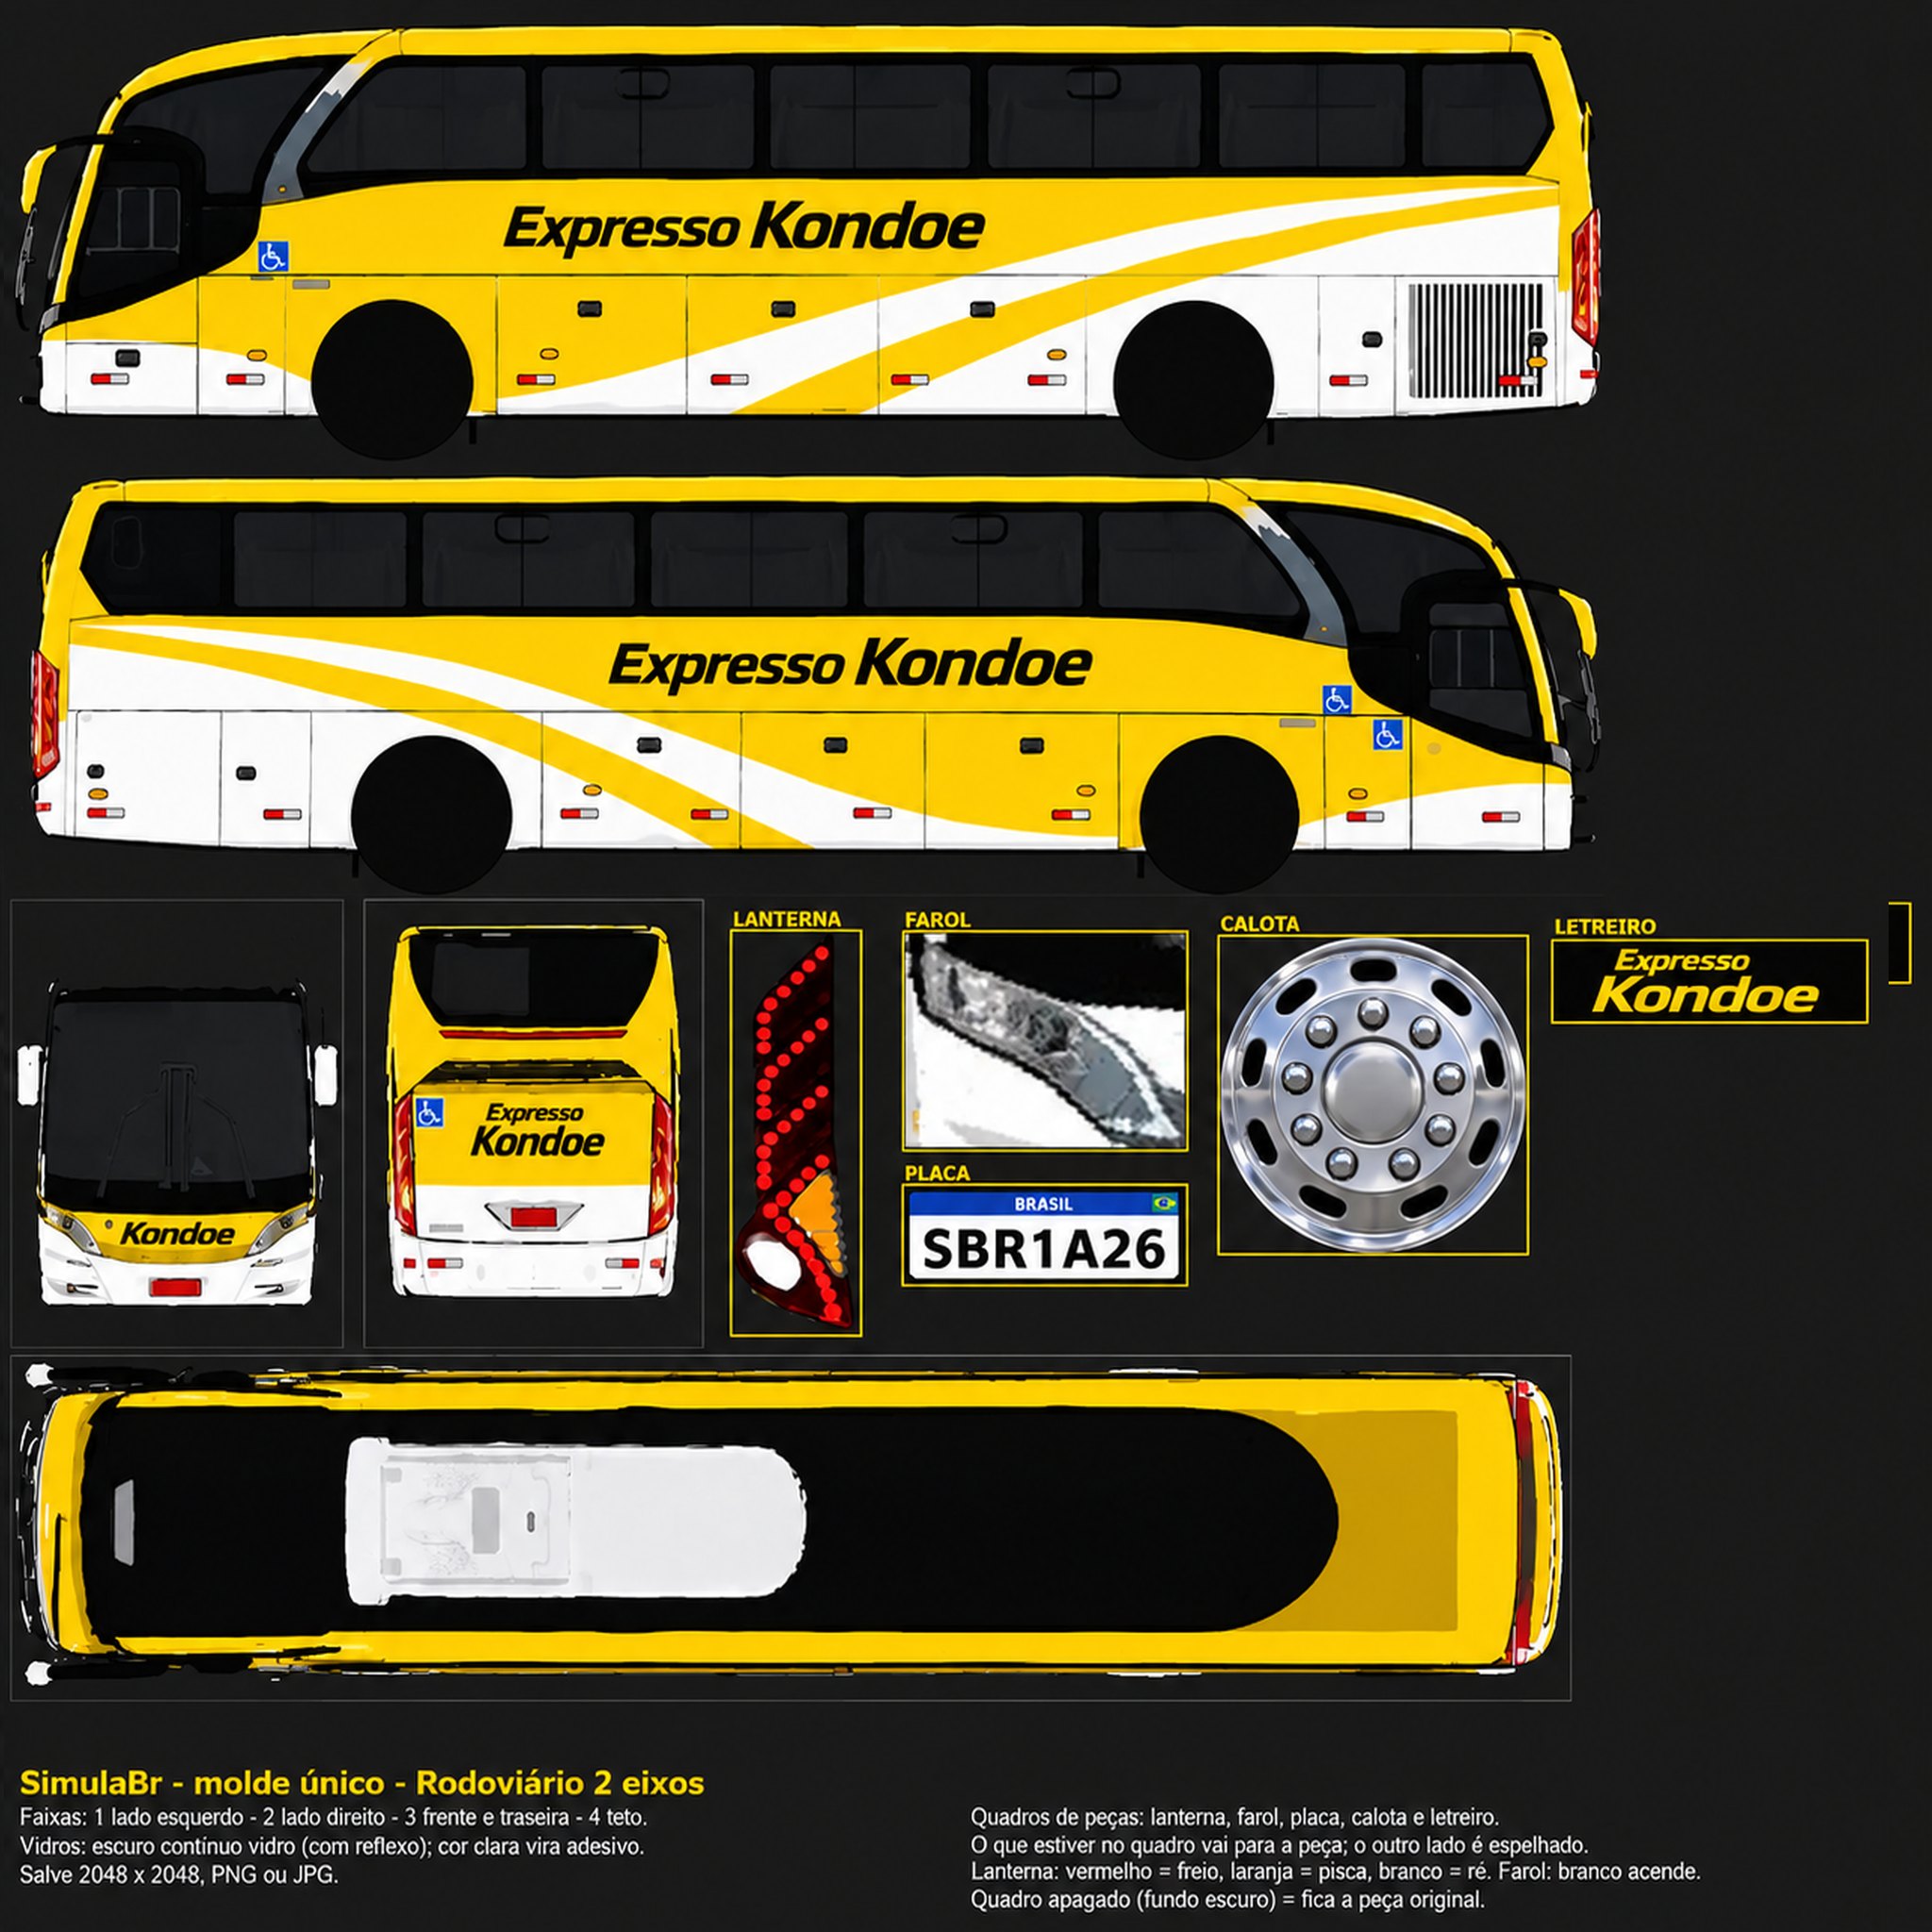 Expresso Kondoe
Expresso Kondoe
LANTERNA
FAROL
CALOTA
LETREIRO
Expresso
Kondoe
Expresso
Kondoe
Kondoe
PLACA
BRASIL
SBR1A26
SimulaBr - molde único - Rodoviário 2 eixos
Faixas: 1 lado esquerdo - 2 lado direito - 3 frente e traseira - 4 teto.
Vidros: escuro contínuo vidro (com reflexo); cor clara vira adesivo.
Salve 2048 x 2048, PNG ou JPG.
Quadros de peças: lanterna, farol, placa, calota e letreiro.
O que estiver no quadro vai para a peça; o outro lado é espelhado.
Lanterna: vermelho = freio, laranja = pisca, branco = ré. Farol: branco acende.
Quadro apagado (fundo escuro) = fica a peça original.